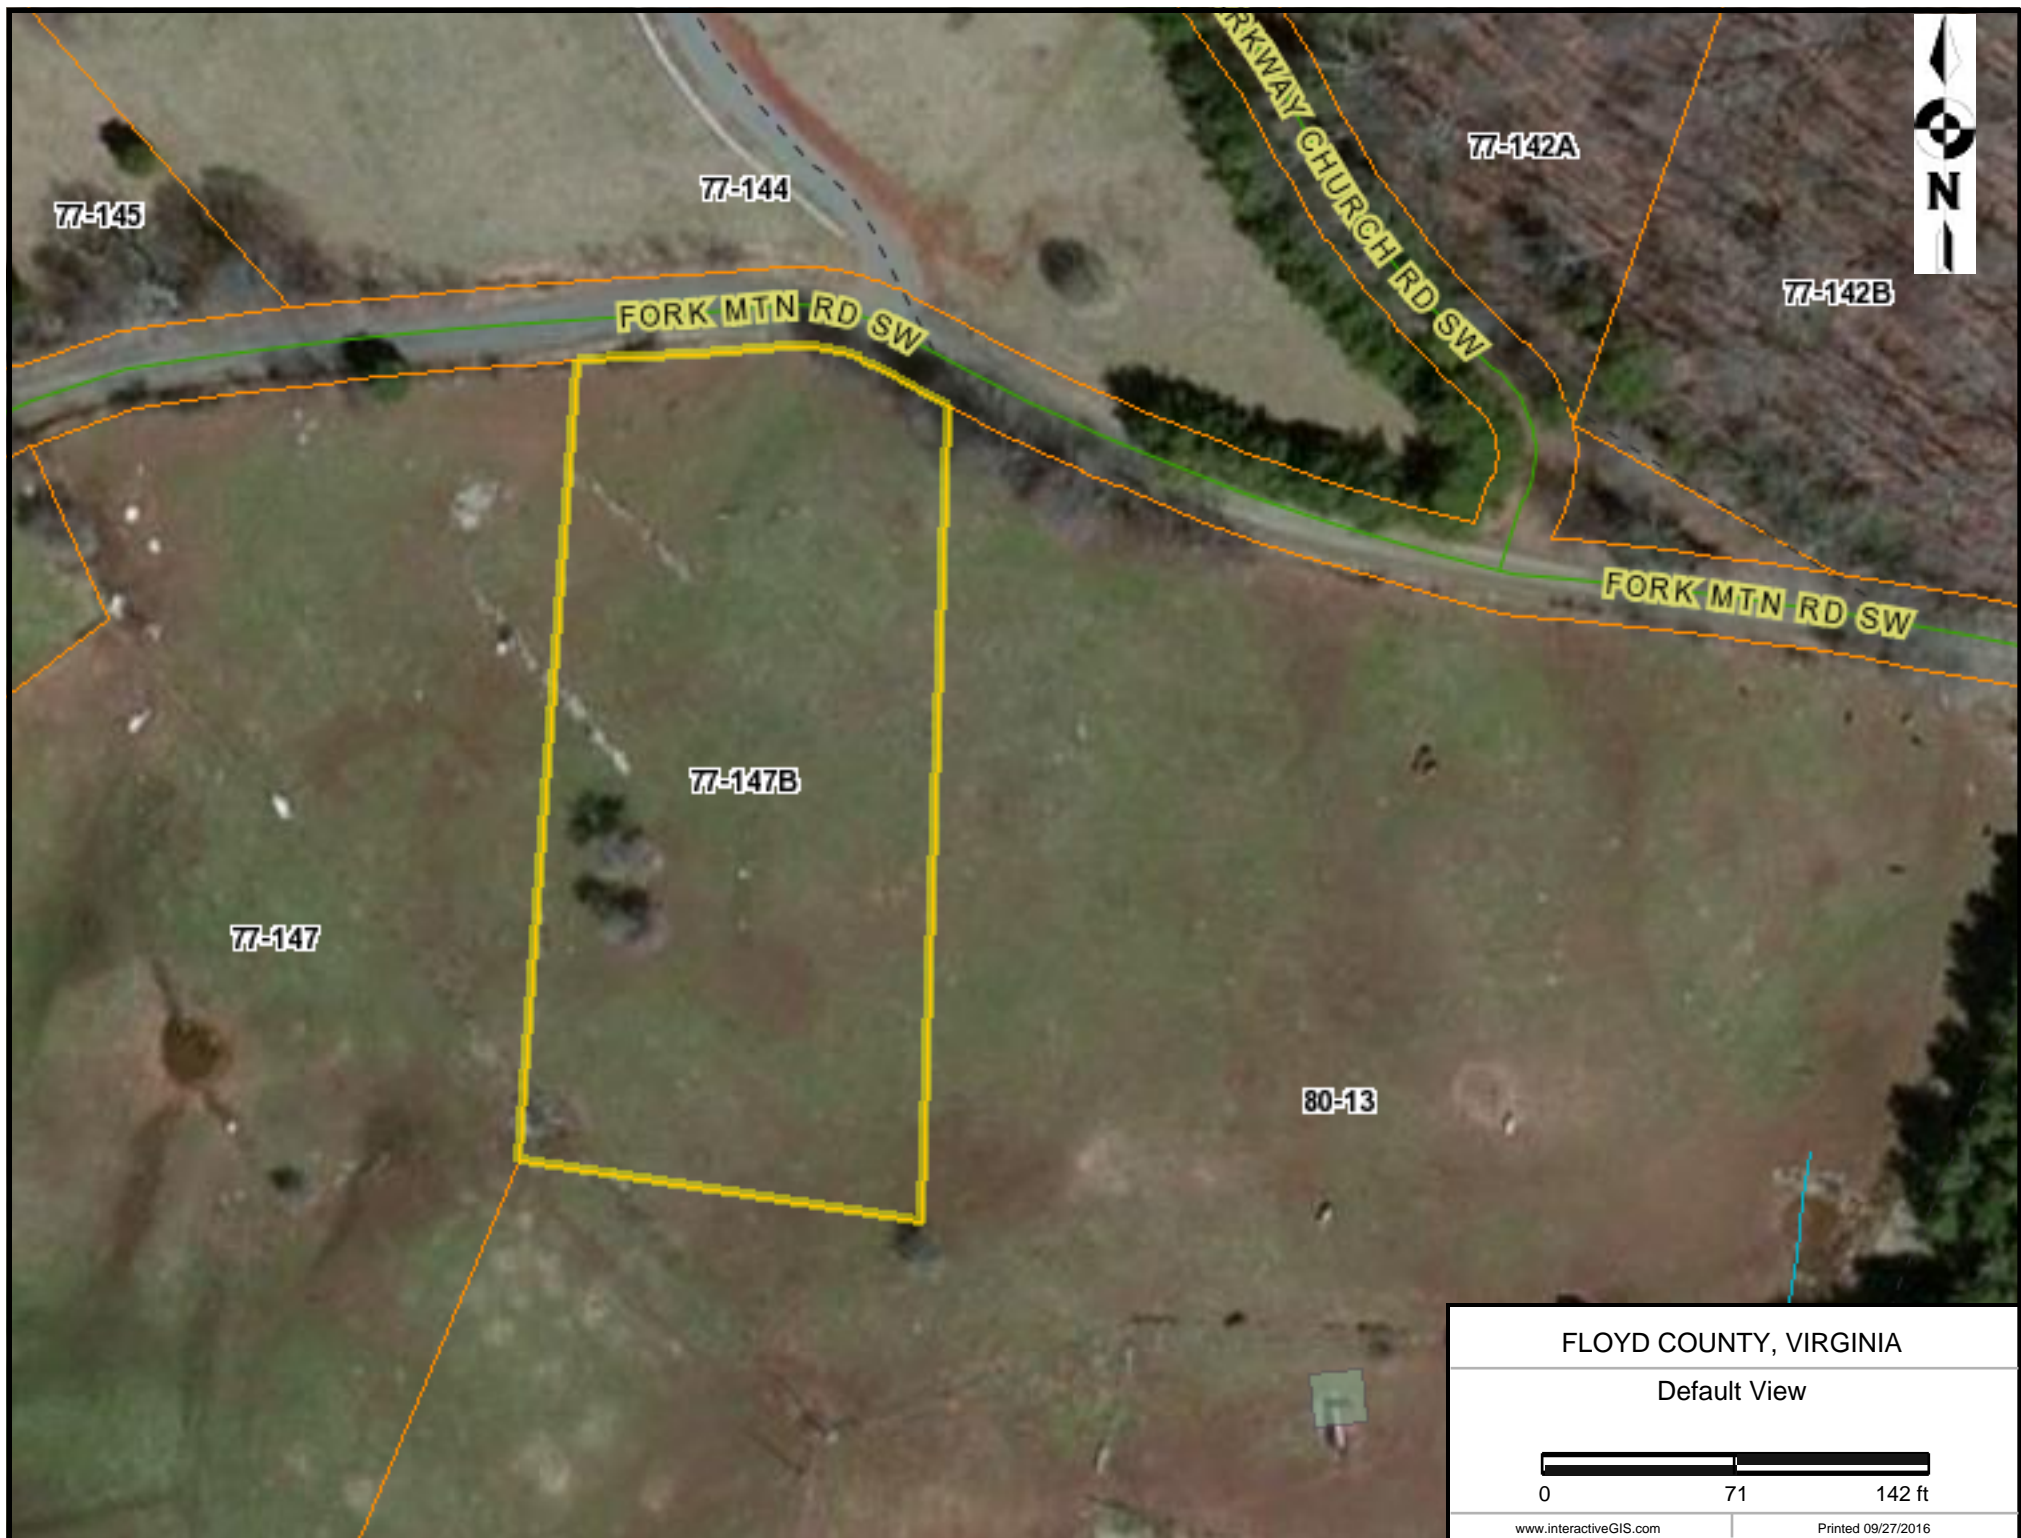 77-142A
N
77-144
77-145
RKWAY CHURCH RD SW
77-142B
FORK MTN RD SW
FORK MTN RD SW
77-147B
77-147
80-13
FLOYD COUNTY, VIRGINIA
Default View
0 71 142 ft
www.interactiveGIS.com Printed 09/27/2016